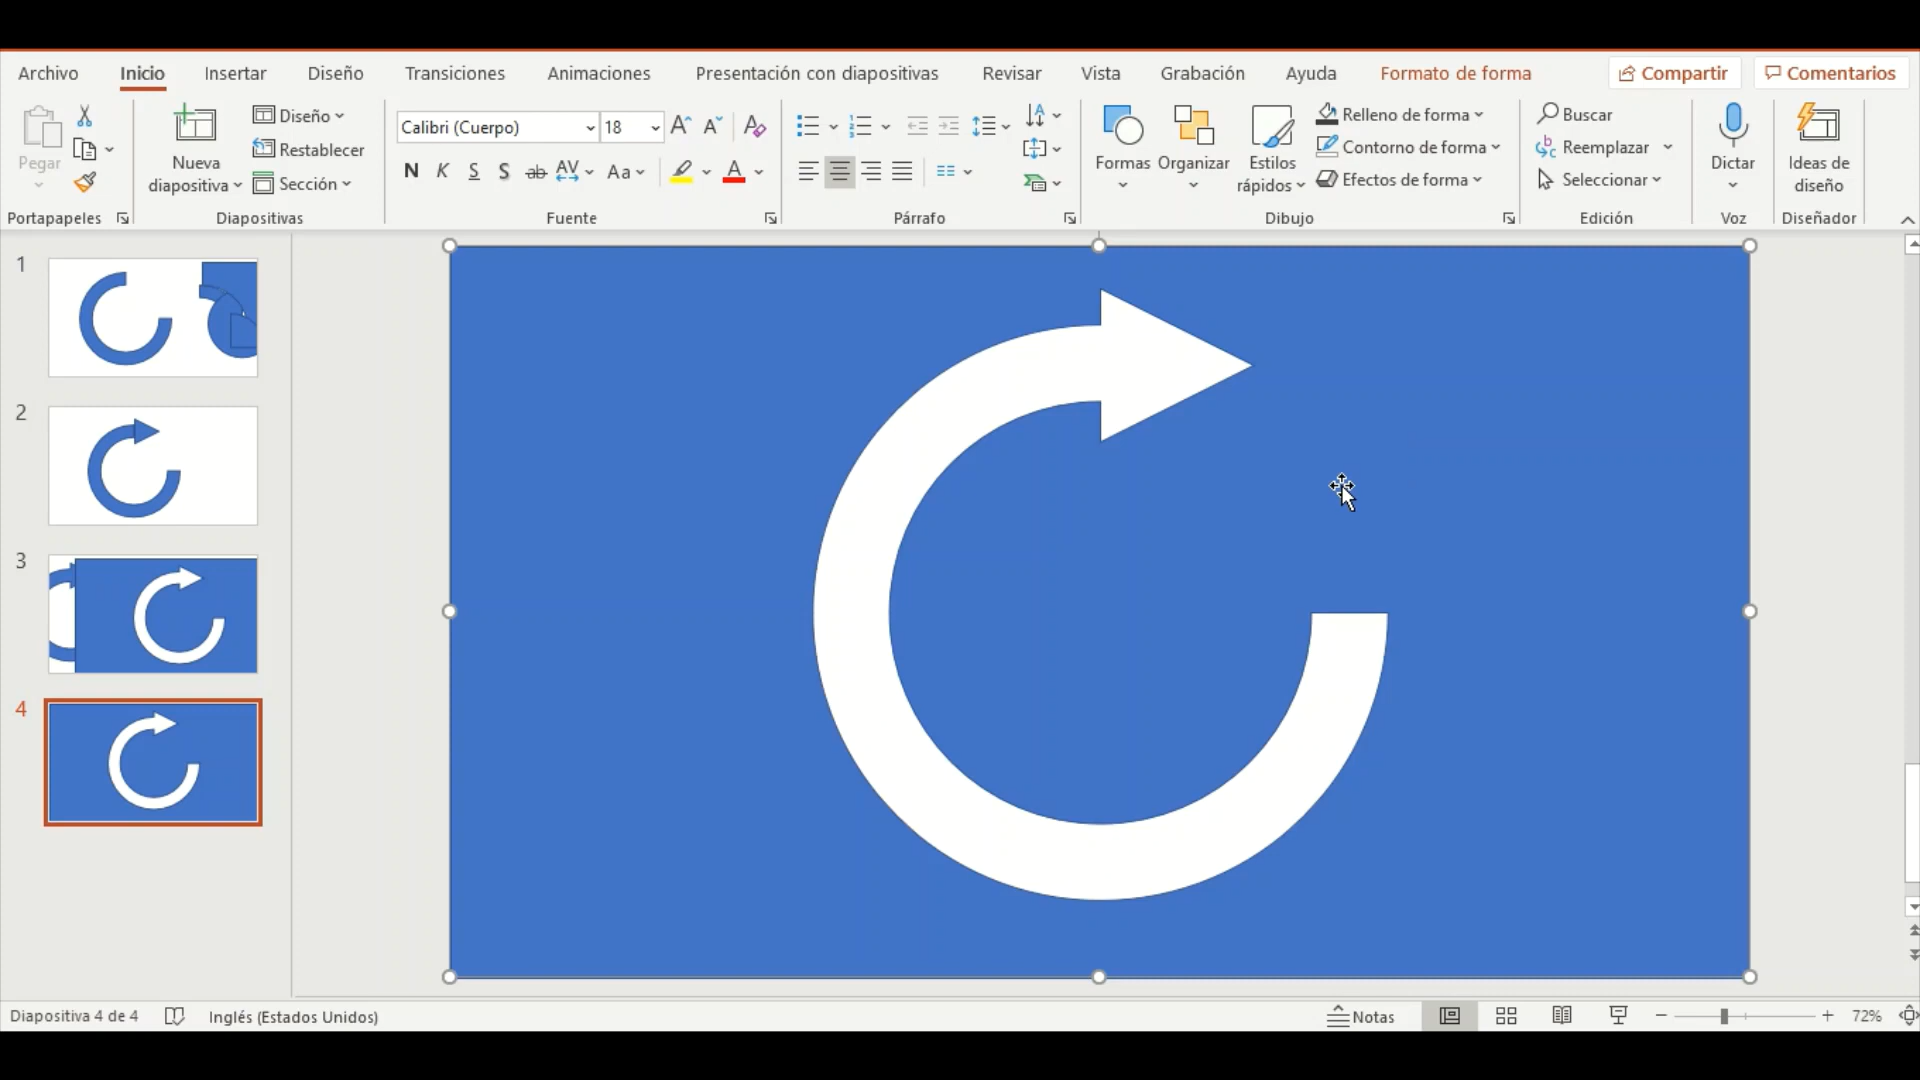 Archivo Inicio Insertar Diseño Transiciones Animaciones Presentación con diapositivas Revisar Vista Grabación Ayuda Formato de forma Compartir Comentarios
Pegar
Nueva diapositiva
Diseño
Restablecer
Sección
Calibri (Cuerpo) 18
N K S S ab AV Aa A
Formas
Organizar
Estilos rápidos
Relleno de forma
Contorno de forma
Efectos de forma
Buscar
Reemplazar
Seleccionar
Dictar
Ideas de diseño
Portapapeles Diapositivas Fuente Párrafo Dibujo Edición Voz Diseñador
1
2
3
4
Diapositiva 4 de 4 Inglés (Estados Unidos) Notas 72%